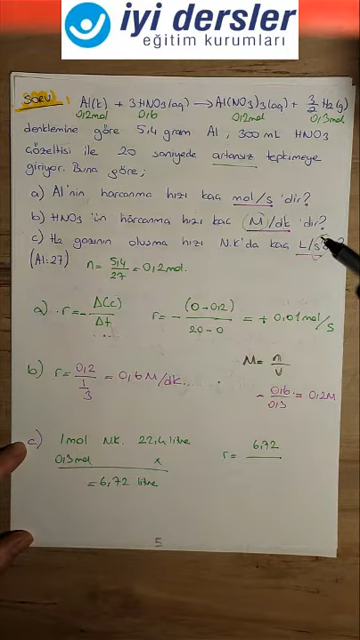 iyi dersler
eğitim kurumları
SORU: Al(k) + 3HNO3(aq) → Al(NO3)3(aq) + 3/2 H2(g)
0,2mol 0,6 0,2mol 0,3mol
denklemine göre 5,4 gram Al, 300 mL HNO3
çözeltisi ile 20 saniyede artansız tepkimeye
giriyor. Buna göre;
a) Al'nin harcanma hızı kaç mol/s 'dir?
b) HNO3 'ün harcanma hızı kaç (M/dk 'dır?
c) H2 gazının oluşma hızı N.K'da kaç L/s
(Al:27) n = 5,4/27 = 0,2mol.
a) r = - Δ(c)/Δt r = - (0-0,2)/20-0 = + 0,01 mol/s
b) r = 0,2/1/3 = 0,6 M/dk... M = n/v
= 0,6/0,3 = 0,2M
c) 1mol N.K. 22,4 litre r = 6,72
0,3mol x
= 6,72 litre
5